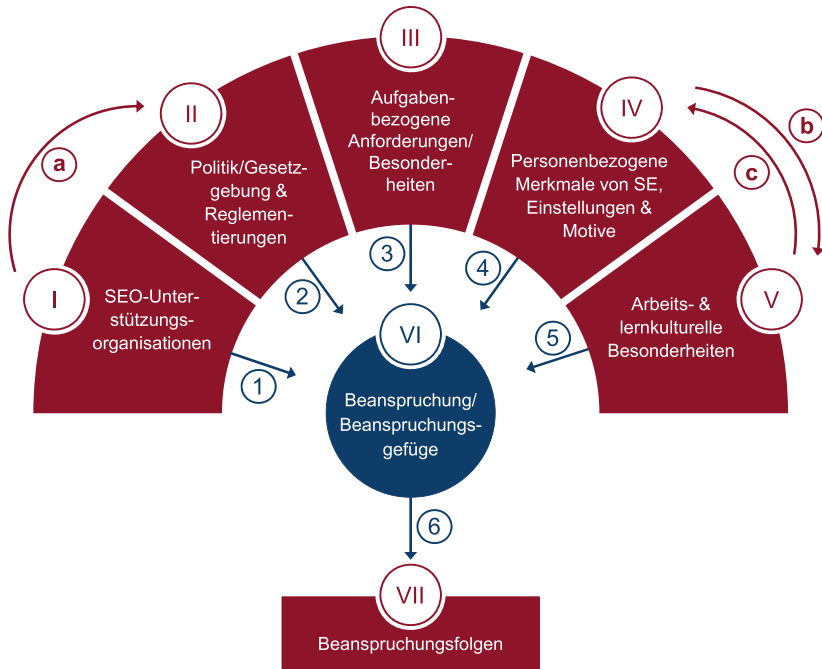 I
SEO-Unter-
stützungs-
organisationen
II
Politik/Gesetz-
gebung &
Reglemen-
tierungen
III
Aufgaben-
bezogene
Anforderungen/
Besonder-
heiten
IV
Personenbezogene
Merkmale von SE,
Einstellungen &
Motive
V
Arbeits- &
lernkulturelle
Besonderheiten
a
b
c
1
2
3
4
5
VI
Beanspruchung/
Beanspruchungs-
gefüge
6
VII
Beanspruchungsfolgen